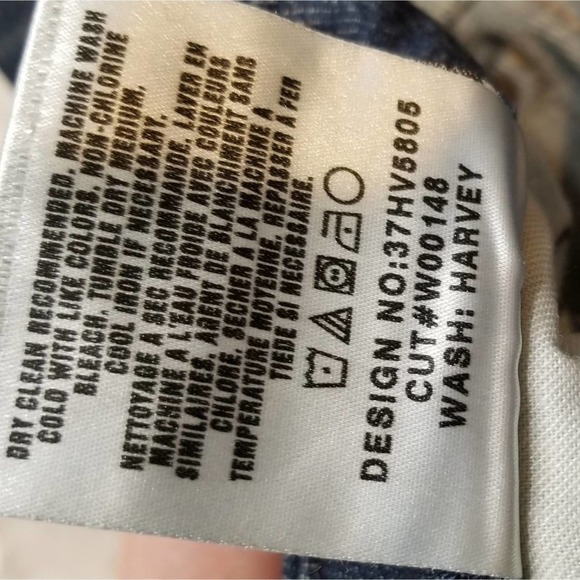 DRY CLEAN RECOMMENDED. MACHINE WASH
COLD WITH LIKE COLORS, NON-CHLORINE
BLEACH. TUMBLE DRY MEDIUM.
COOL IRON IF NECESSARY.
NETTOYAGE A SEC RECOMMANDE. LAVER EN
MACHINE A L'EAU FROIDE AVEC COULEURS
SIMILAIRES, AGENT DE BLANCHIMENT SANS
CHLORE. SECHER A LA MACHINE A
TEMPERATURE MOYENNE. REPASSER A FER
TIEDE SI NECESSAIRE.
DESIGN NO:37HV5805
CUT#W00148
WASH: HARVEY